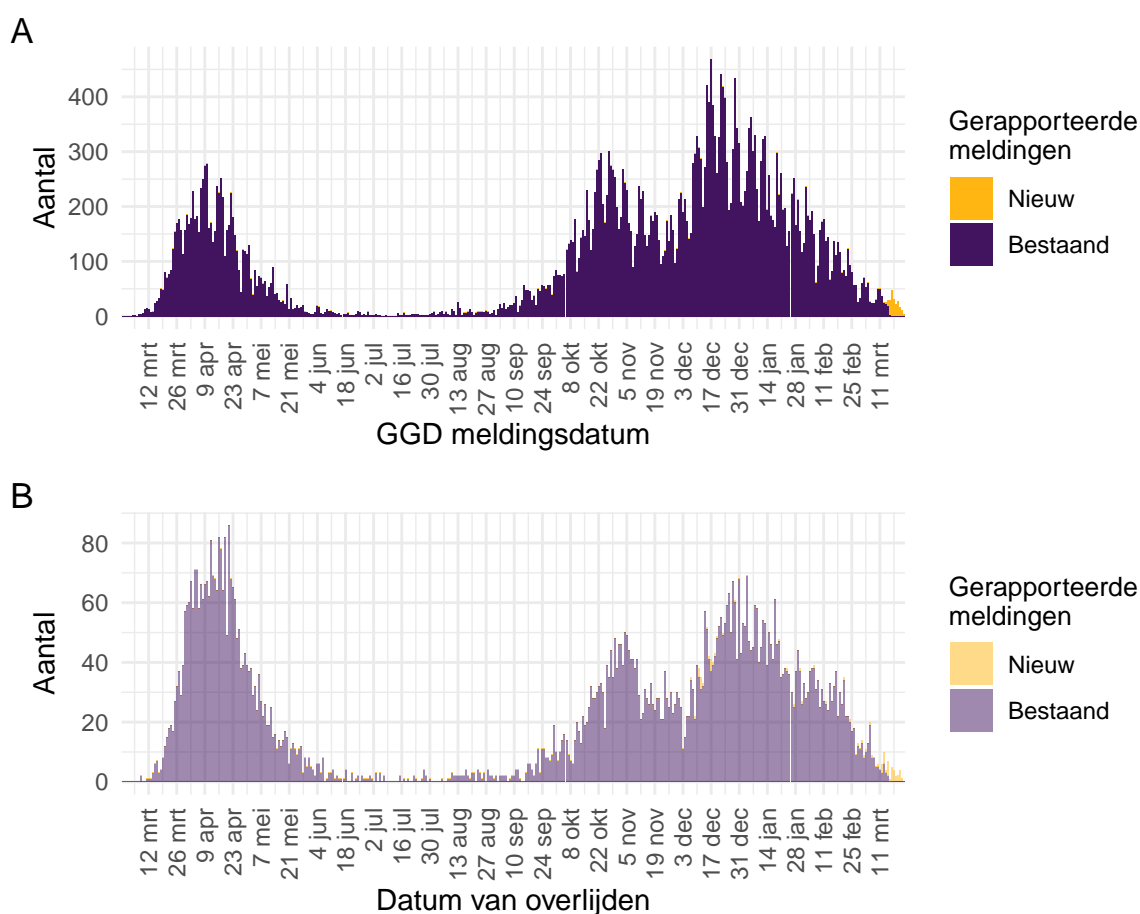 A
Aantal
400
300
200
100
0
12 mrt
26 mrt
9 apr
23 apr
7 mei
21 mei
4 jun
18 jun
2 jul
16 jul
30 jul
13 aug
27 aug
10 sep
24 sep
8 okt
22 okt
5 nov
19 nov
3 dec
17 dec
31 dec
14 jan
28 jan
11 feb
25 feb
11 mrt
GGD meldingsdatum
Gerapporteerde
meldingen
Nieuw
Bestaand
B
Aantal
80
60
40
20
0
12 mrt
26 mrt
9 apr
23 apr
7 mei
21 mei
4 jun
18 jun
2 jul
16 jul
30 jul
13 aug
27 aug
10 sep
24 sep
8 okt
22 okt
5 nov
19 nov
3 dec
17 dec
31 dec
14 jan
28 jan
11 feb
25 feb
11 mrt
Datum van overlijden
Gerapporteerde
meldingen
Nieuw
Bestaand